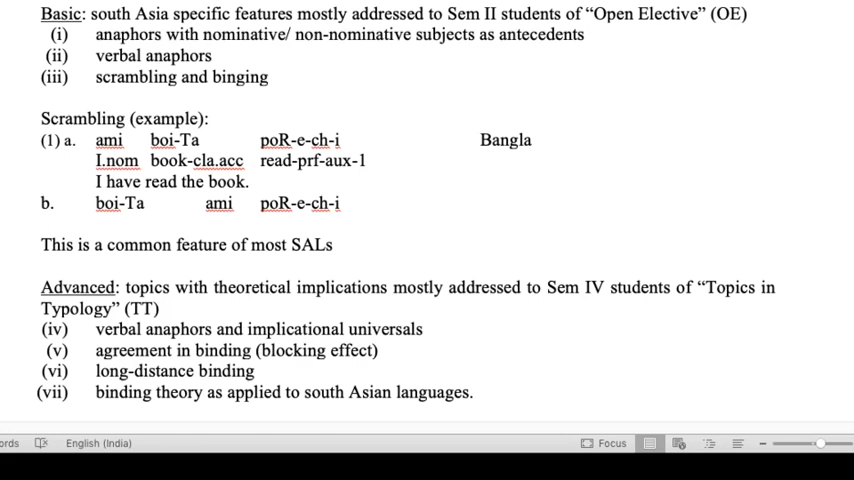 Basic: south Asia specific features mostly addressed to Sem II students of “Open Elective” (OE)
(i) anaphors with nominative/ non-nominative subjects as antecedents
(ii) verbal anaphors
(iii) scrambling and binging
Scrambling (example):
(1) a. ami boi-Ta poR-e-ch-i Bangla
I.nom book-cla.acc read-prf-aux-1
I have read the book.
b. boi-Ta ami poR-e-ch-i
This is a common feature of most SALs
Advanced: topics with theoretical implications mostly addressed to Sem IV students of “Topics in
Typology” (TT)
(iv) verbal anaphors and implicational universals
(v) agreement in binding (blocking effect)
(vi) long-distance binding
(vii) binding theory as applied to south Asian languages.
ords English (India) Focus